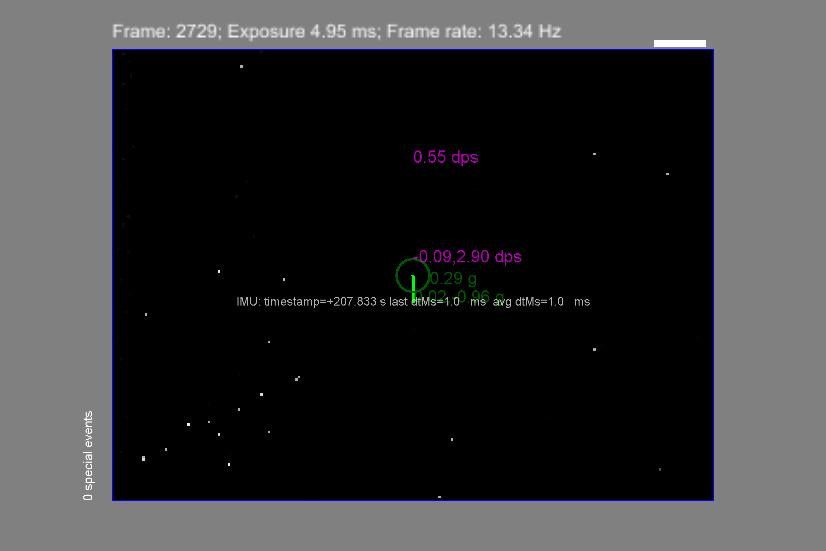 Frame: 2729; Exposure 4.95 ms; Frame rate: 13.34 Hz
0.55 dps
-0.09,2.90 dps
0.29 g
0.96 g
IMU: timestamp=+207.833 s last dtMs=1.0 ms avg dtMs=1.0 ms
0 special events